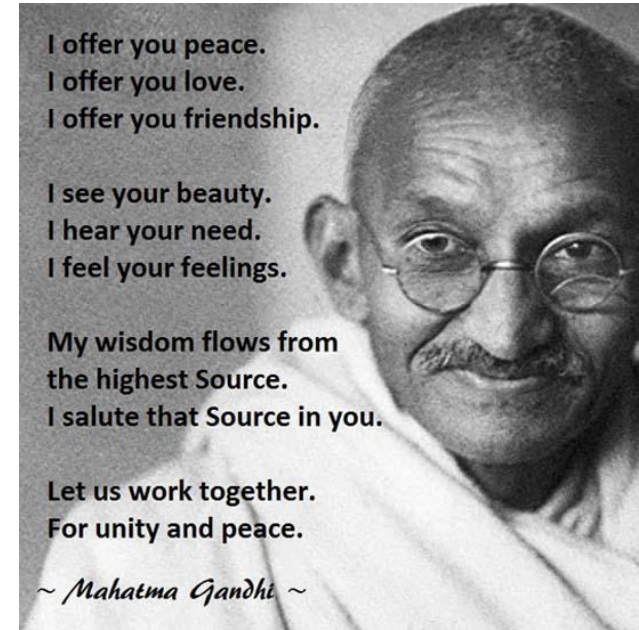 I offer you peace.
I offer you love.
I offer you friendship.
I see your beauty.
I hear your need.
I feel your feelings.
My wisdom flows from
the highest Source.
I salute that Source in you.
Let us work together.
For unity and peace.
~ Mahatma Gandhi ~